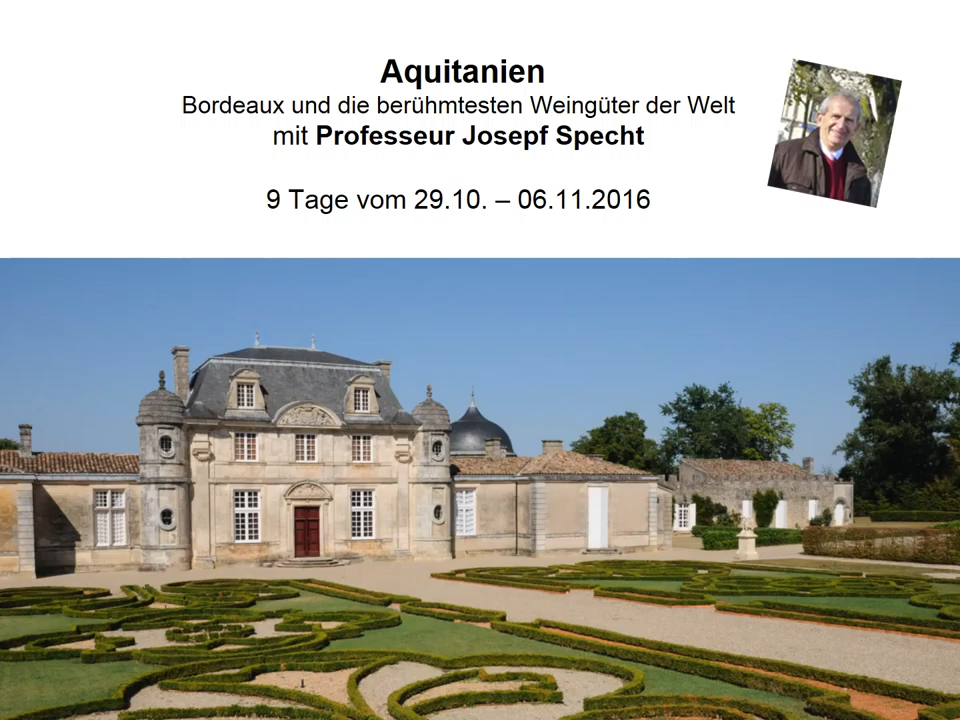 Aquitanien
Bordeaux und die berühmtesten Weingüter der Welt
mit Professeur Josepf Specht
9 Tage vom 29.10. – 06.11.2016